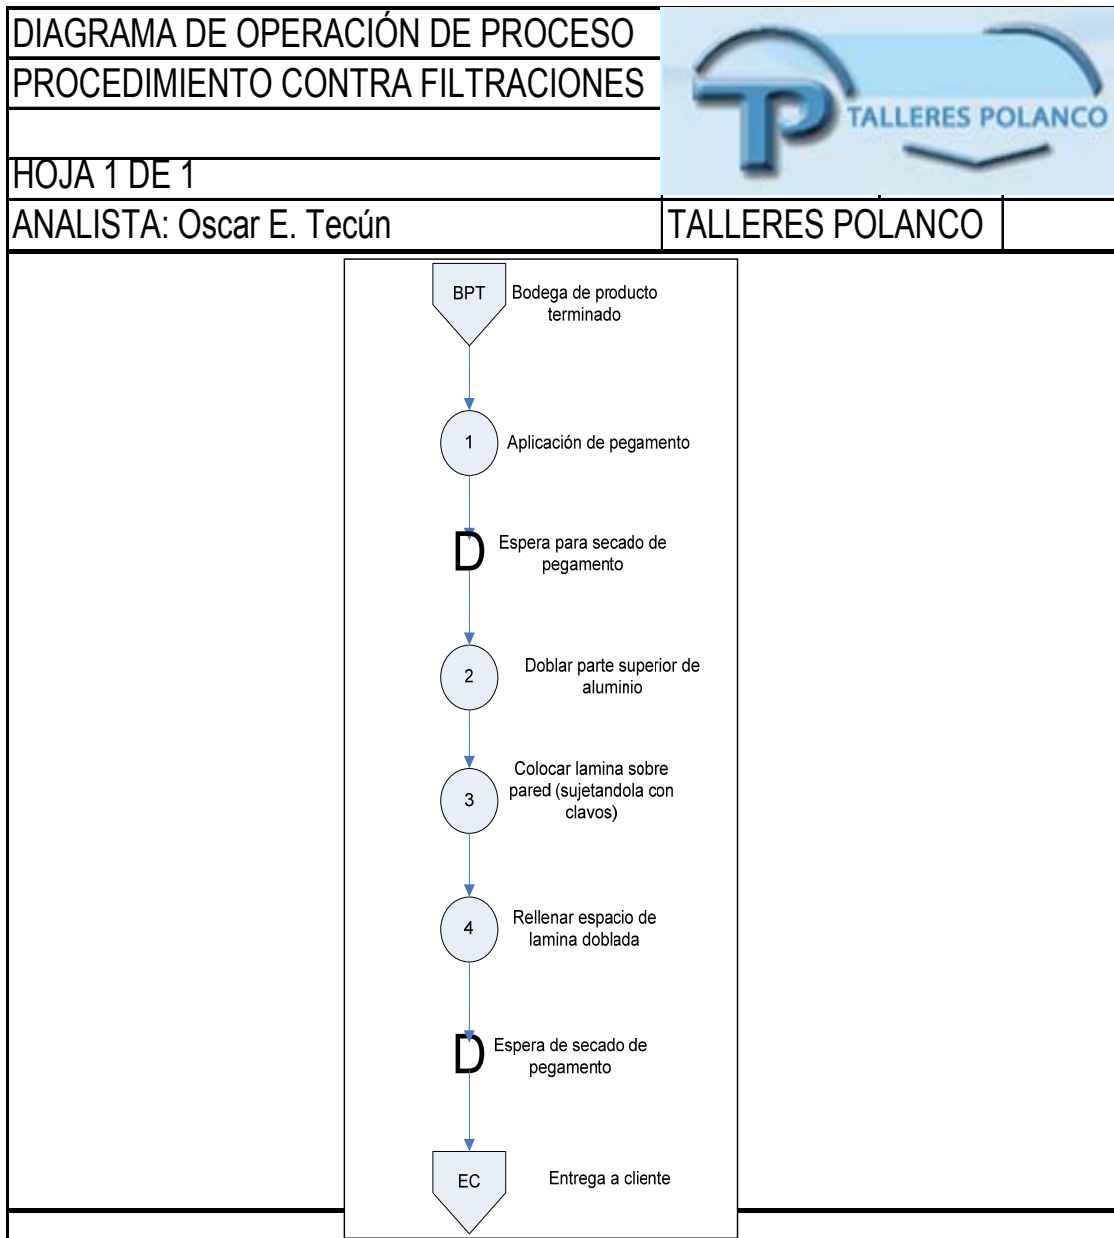 DIAGRAMA DE OPERACIÓN DE PROCESO
PROCEDIMIENTO CONTRA FILTRACIONES
TP TALLERES POLANCO
HOJA 1 DE 1
ANALISTA: Oscar E. Tecún
TALLERES POLANCO
BPT
Bodega de producto
terminado
1
Aplicación de pegamento
D
Espera para secado de
pegamento
2
Doblar parte superior de
aluminio
3
Colocar lamina sobre
pared (sujetandola con
clavos)
4
Rellenar espacio de
lamina doblada
D
Espera de secado de
pegamento
EC
Entrega a cliente